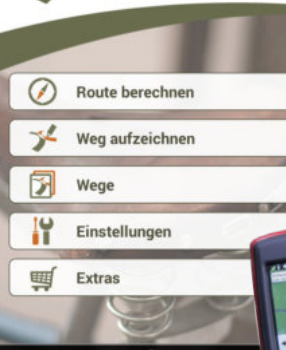 Route berechnen
Weg aufzeichnen
Wege
Einstellungen
Extras